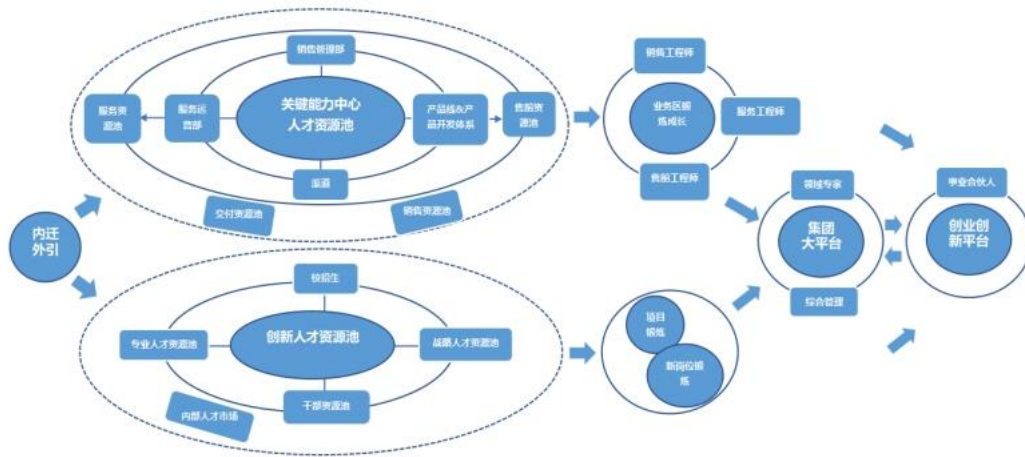 内迁
外引
销售管理部
服务资
源池
服务运
营部
关键能力中心
人才资源池
产品线&产
品开发体系
售前资
源池
渠道
交付资源池
销售资源池
校招生
专业人才资源池
创新人才资源池
战略人才资源池
干部资源池
内部人才市场
销售工程师
业务区锻
炼成长
服务工程师
售前工程师
项目
锻炼
新岗位锻
炼
领域专家
集团
大平台
综合管理
事业合伙人
创业创
新平台